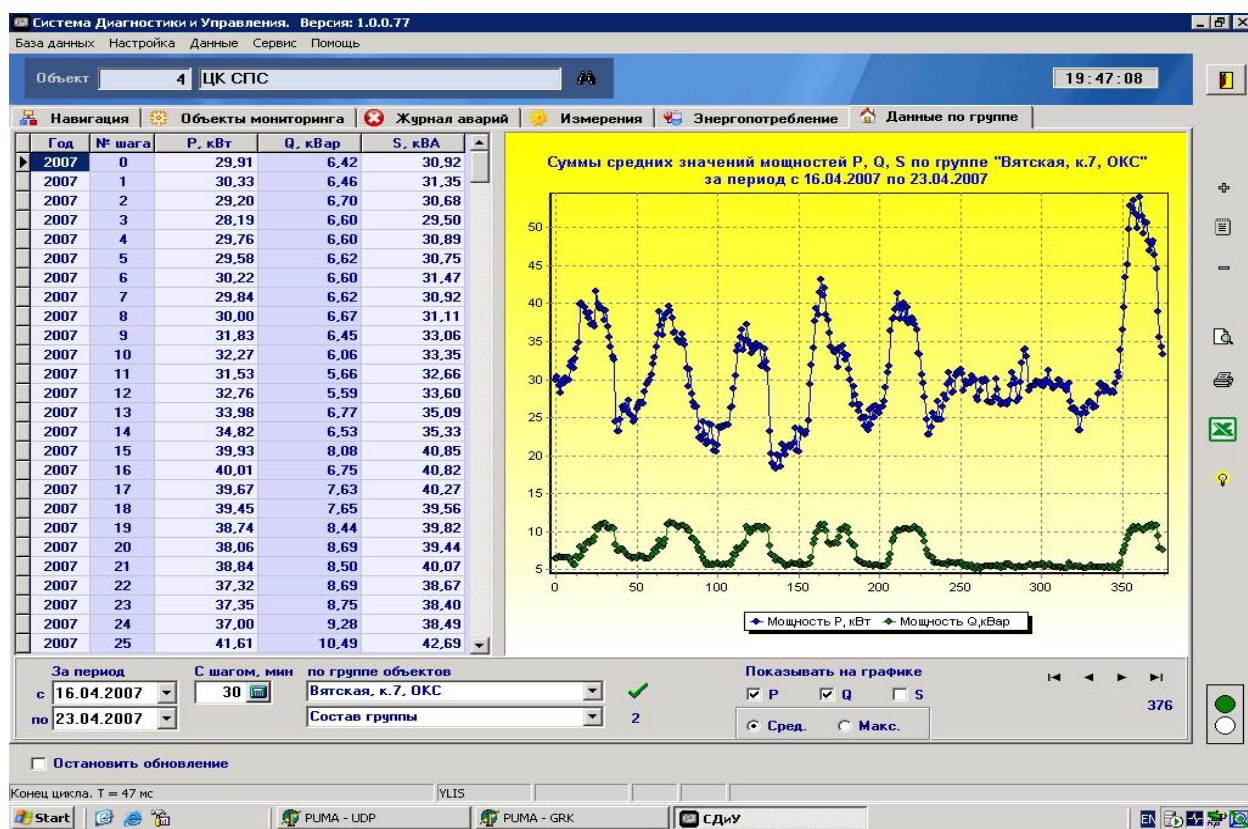 Система Диагностики и Управления. Версия: 1.0.0.77
База данных Настройка Данные Сервис Помощь
Объект 4 ЦК СПС 19:47:08
Навигация Объекты мониторинга Журнал аварий Измерения Энергопотребление Данные по группе
Год № шага P, кВт Q, кВар S, кВА
2007 0 29,91 6,42 30,92
2007 1 30,33 6,46 31,35
2007 2 29,20 6,70 30,68
2007 3 28,19 6,60 29,50
2007 4 29,76 6,60 30,89
2007 5 29,58 6,62 30,75
2007 6 30,22 6,60 31,47
2007 7 29,84 6,62 30,92
2007 8 30,00 6,67 31,11
2007 9 31,83 6,45 33,06
2007 10 32,27 6,06 33,35
2007 11 31,53 5,66 32,66
2007 12 32,76 5,59 33,60
2007 13 33,98 6,77 35,09
2007 14 34,82 6,53 35,33
2007 15 39,93 8,08 40,85
2007 16 40,01 6,75 40,82
2007 17 39,67 7,63 40,27
2007 18 39,45 7,65 39,56
2007 19 38,74 8,44 39,82
2007 20 38,06 8,69 39,44
2007 21 38,84 8,50 40,07
2007 22 37,32 8,69 38,67
2007 23 37,35 8,75 38,40
2007 24 37,00 9,28 38,49
2007 25 41,61 10,49 42,69
Суммы средних значений мощностей P, Q, S по группе "Вятская, к.7, ОКС"
за период с 16.04.2007 по 23.04.2007
50
45
40
35
30
25
20
15
10
5
0 50 100 150 200 250 300 350
Мощность P, кВт Мощность Q,кВар
За период С шагом, мин по группе объектов Показывать на графике
с 16.04.2007 30 Вятская, к.7, ОКС P Q S
по 23.04.2007 Состав группы 2 376
Сред. Макс.
Остановить обновление
Конец цикла. T = 47 мс YLIS
Start PUMA - UDP PUMA - GRK СДиУ EN